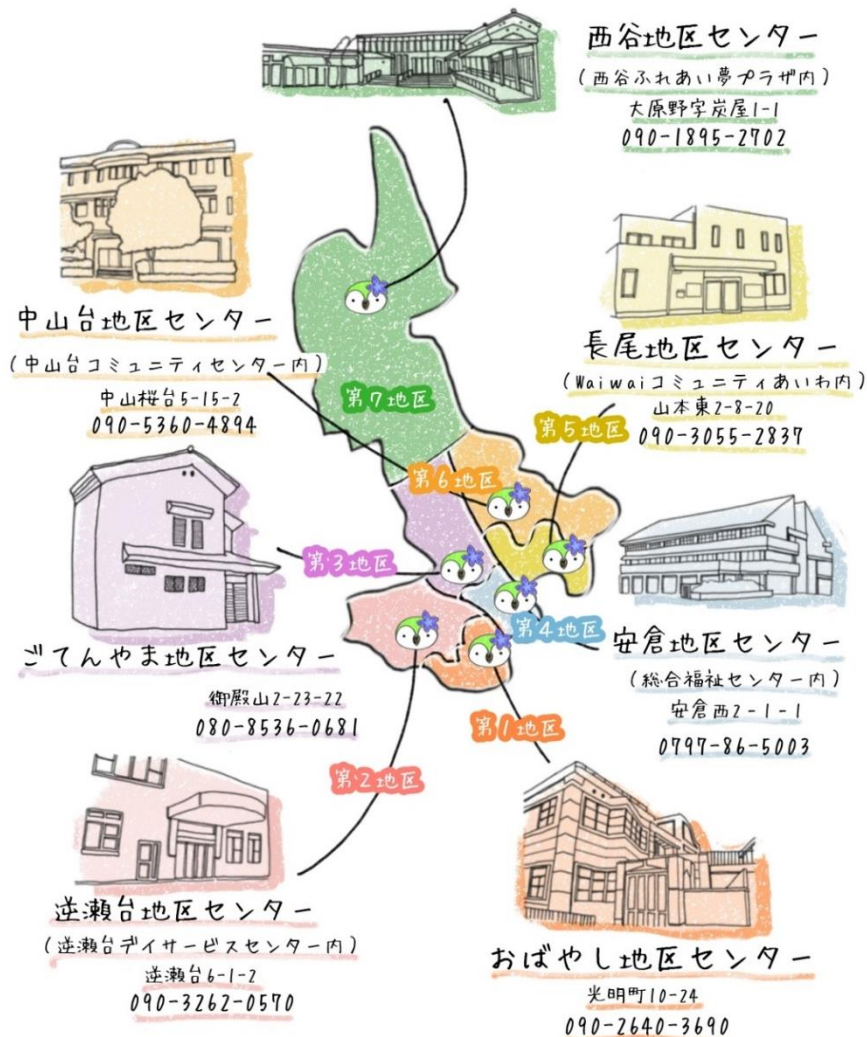 西谷地区センター
(西谷ふれあい夢プラザ内)
大原野字炭屋1-1
090-1895-2702
中山台地区センター
(中山台コミュニティセンター内)
中山桜台5-15-2
090-5360-4894
長尾地区センター
(Waiwaiコミュニティあいわ内)
山本東2-8-20
090-3055-2837
第7地区
第5地区
第6地区
第3地区
第4地区
ごてんやま地区センター
御殿山2-23-22
080-8536-0681
安倉地区センター
(総合福祉センター内)
安倉西2-1-1
0797-86-5003
第1地区
第2地区
逆瀬台地区センター
(逆瀬台デイサービスセンター内)
逆瀬台6-1-2
090-3262-0570
おばやし地区センター
光明町10-24
090-2640-3690